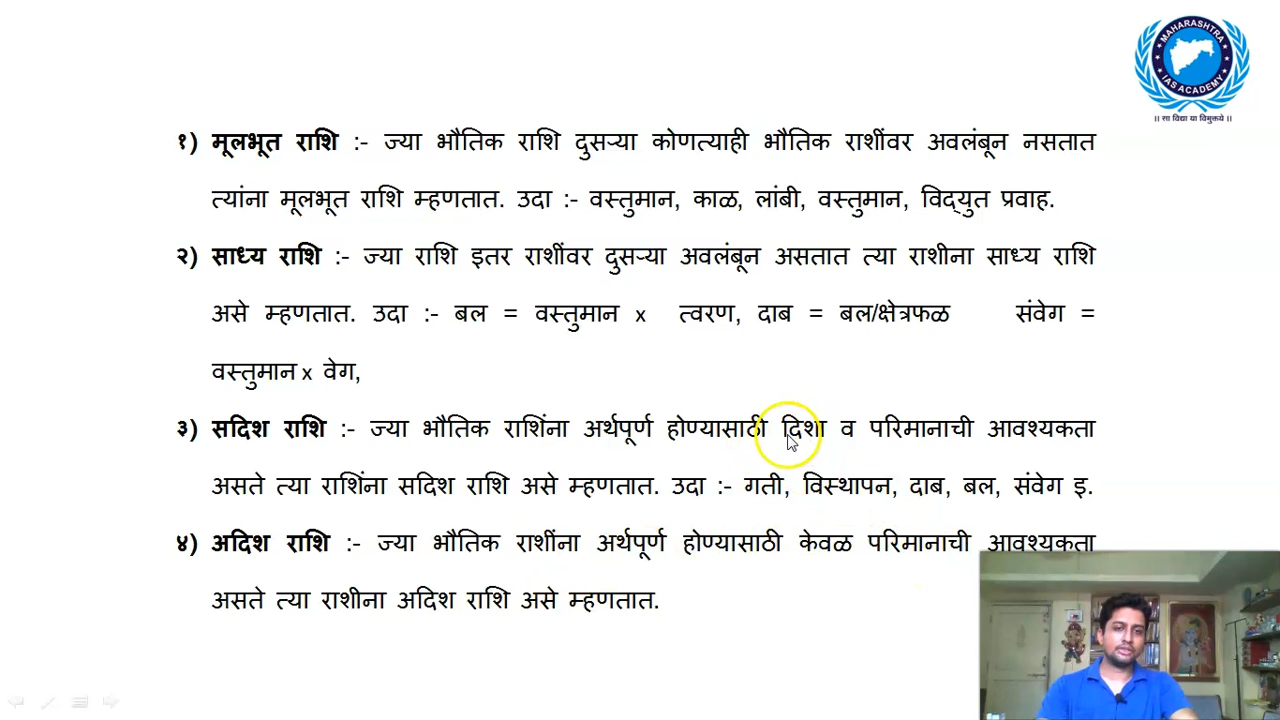 MAHARASHTRA
IAS ACADEMY
|| सा विद्या या विमुक्तये ||
१) मूलभूत राशि :- ज्या भौतिक राशि दुसऱ्या कोणत्याही भौतिक राशींवर अवलंबून नसतात
त्यांना मूलभूत राशि म्हणतात. उदा :- वस्तुमान, काळ, लांबी, वस्तुमान, विद्युत प्रवाह.
२) साध्य राशि :- ज्या राशि इतर राशींवर दुसऱ्या अवलंबून असतात त्या राशीना साध्य राशि
असे म्हणतात. उदा :- बल = वस्तुमान x त्वरण, दाब = बल/क्षेत्रफळ संवेग =
वस्तुमान x वेग,
३) सदिश राशि :- ज्या भौतिक राशिंना अर्थपूर्ण होण्यासाठी दिशा व परिमानाची आवश्यकता
असते त्या राशिंना सदिश राशि असे म्हणतात. उदा :- गती, विस्थापन, दाब, बल, संवेग इ.
४) अदिश राशि :- ज्या भौतिक राशींना अर्थपूर्ण होण्यासाठी केवळ परिमानाची आवश्यकता
असते त्या राशीना अदिश राशि असे म्हणतात.